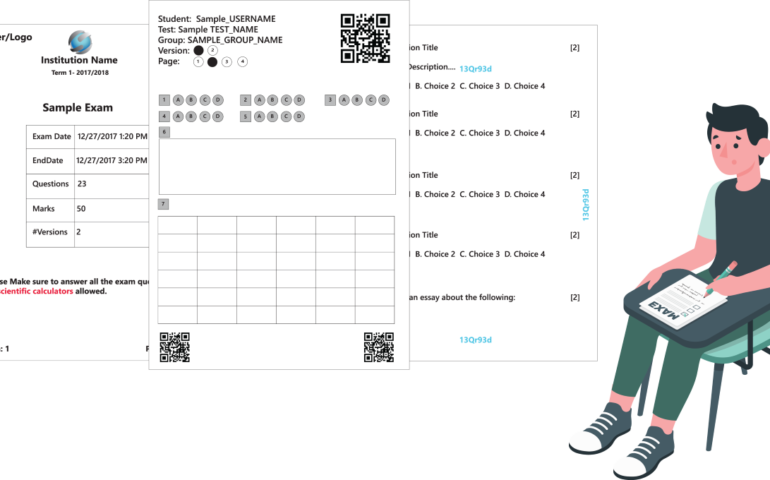 er/Logo
Institution Name
Term 1- 2017/2018
Sample Exam
Exam Date 12/27/2017 1:20 PM
EndDate 12/27/2017 3:20 PM
Questions 23
Marks 50
#Versions 2
se Make sure to answer all the exam que
cientific calculators allowed.
: 1
Student: Sample_USERNAME
Test: Sample TEST_NAME
Group: SAMPLE_GROUP_NAME
Version: 2
Page: 1 3 4
1 A B C D 2 A B C D 3 A B C D
4 A B C D 5 A B C D
6
7
ion Title [2]
Description.... 13Qr93d
B. Choice 2 C. Choice 3 D. Choice 4
ion Title [2]
B. Choice 2 C. Choice 3 D. Choice 4
ion Title [2]
B. Choice 2 C. Choice 3 D. Choice 4
13Qr93d
ion Title [2]
B. Choice 2 C. Choice 3 D. Choice 4
an essay about the following: [2]
13Qr93d
EXAM